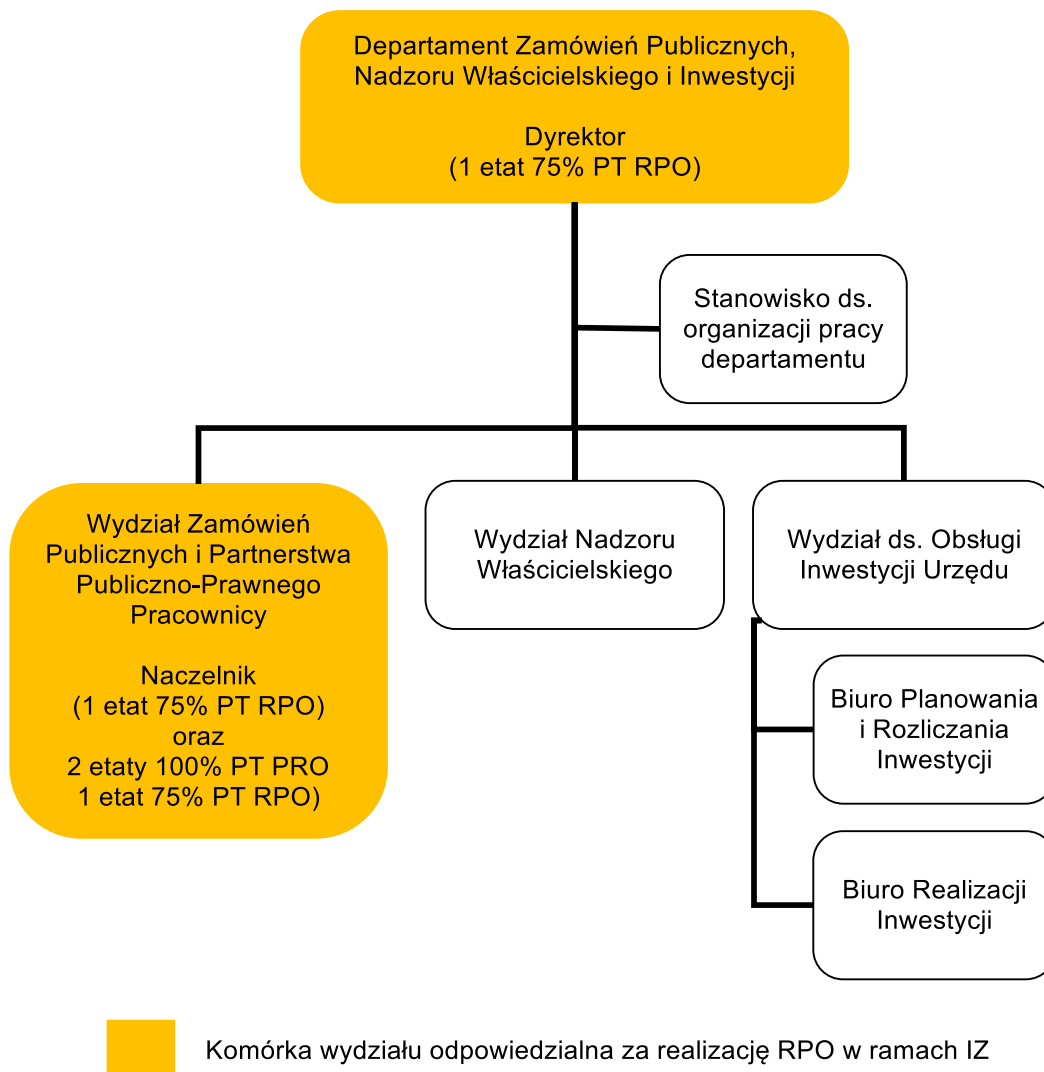 Departament Zamówień Publicznych,
Nadzoru Właścicielskiego i Inwestycji
Dyrektor
(1 etat 75% PT RPO)
Stanowisko ds.
organizacji pracy
departamentu
Wydział Zamówień
Publicznych i Partnerstwa
Publiczno-Prawnego
Pracownicy
Naczelnik
(1 etat 75% PT RPO)
oraz
2 etaty 100% PT PRO
1 etat 75% PT RPO)
Wydział Nadzoru
Właścicielskiego
Wydział ds. Obsługi
Inwestycji Urzędu
Biuro Planowania
i Rozliczania
Inwestycji
Biuro Realizacji
Inwestycji
Komórka wydziału odpowiedzialna za realizację RPO w ramach IZ